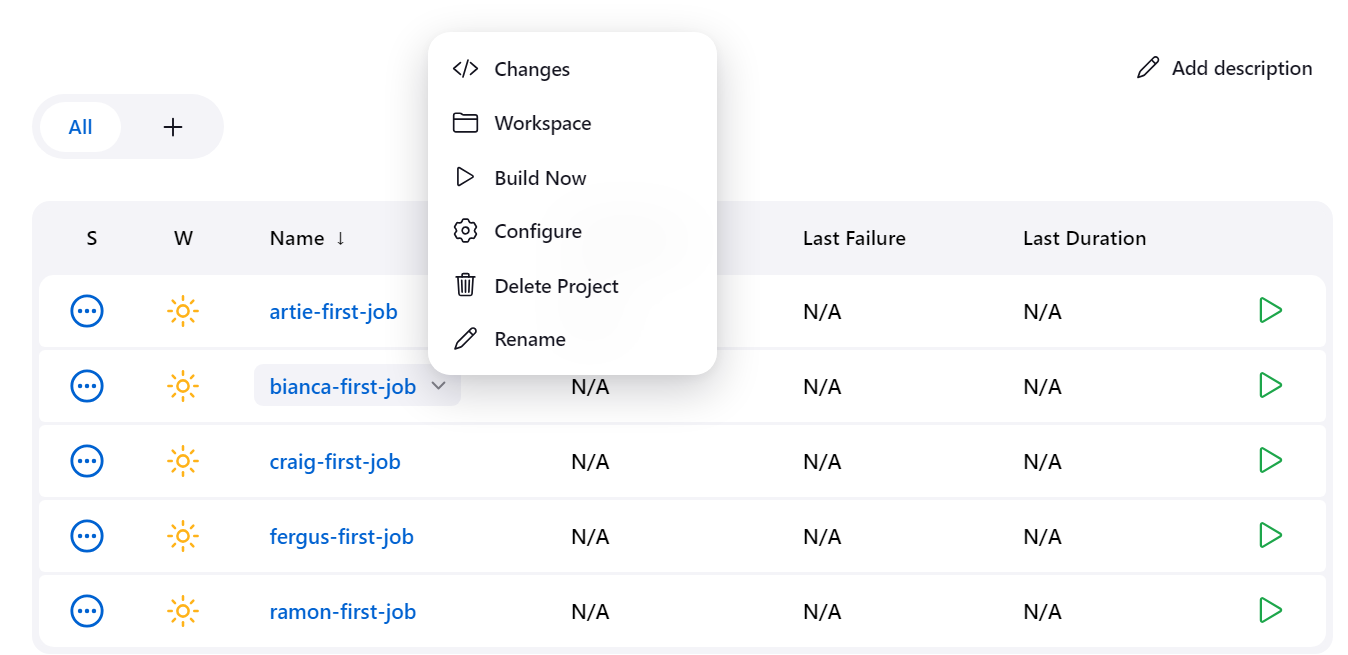 Changes
Workspace
Build Now
Configure
Delete Project
Rename
Add description
All +
S W Name ↓ Last Failure Last Duration
artie-first-job N/A N/A
bianca-first-job N/A N/A N/A
craig-first-job N/A N/A N/A
fergus-first-job N/A N/A N/A
ramon-first-job N/A N/A N/A